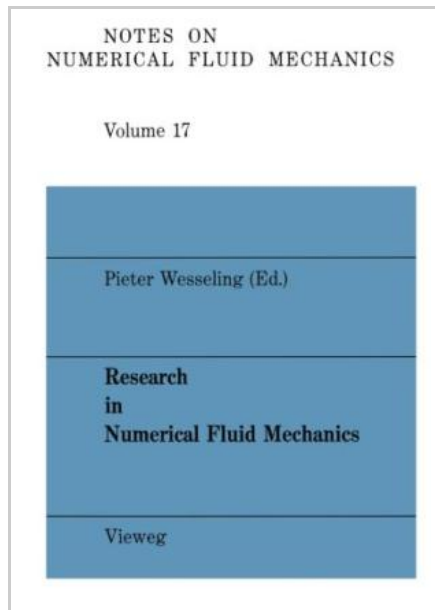 NOTES ON
NUMERICAL FLUID MECHANICS
Volume 17
Pieter Wesseling (Ed.)
Research
in
Numerical Fluid Mechanics
Vieweg